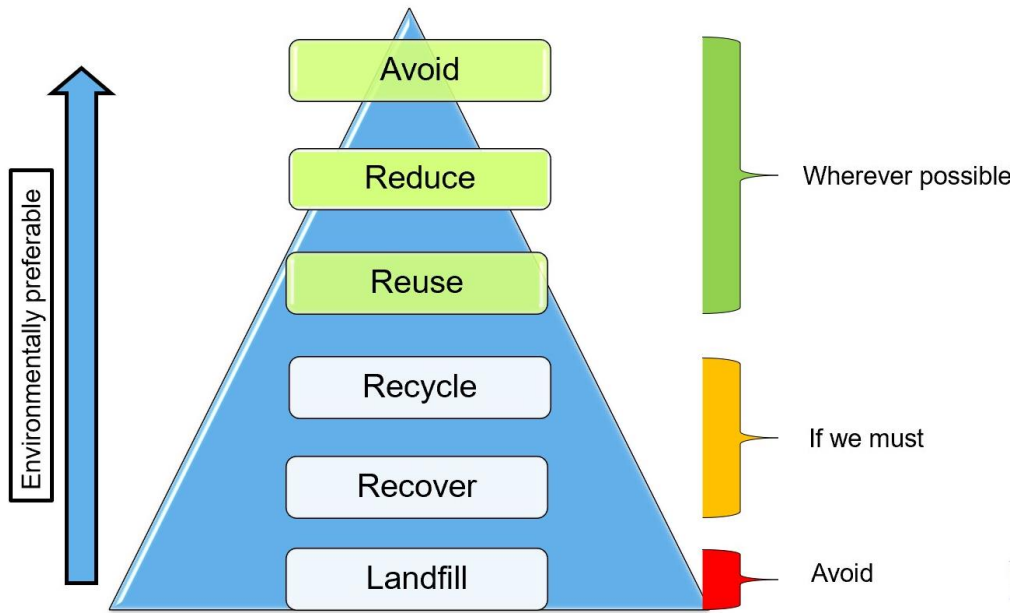 Environmentally preferable
Avoid
Reduce
Reuse
Recycle
Recover
Landfill
Wherever possible
If we must
Avoid